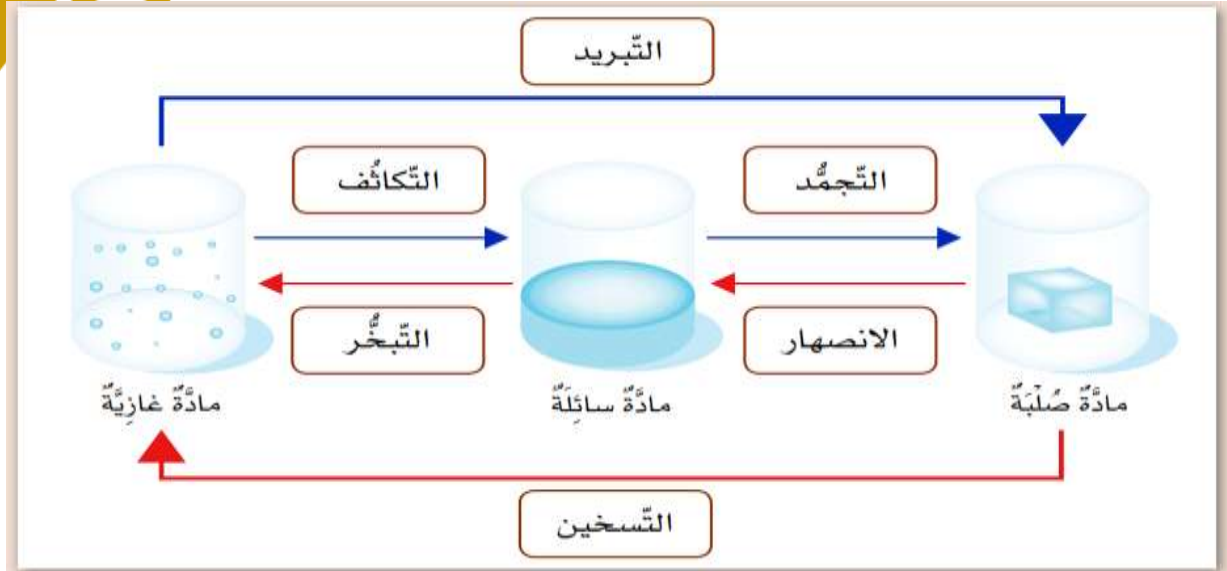 التّبريد
التّجمُّد
التّكاثُف
الانصهار
التّبخُّر
مادَّةٌ صُلْبَةٌ
مادَّةٌ سائِلَةٌ
مادَّةٌ غازِيَّةٌ
التّسخين